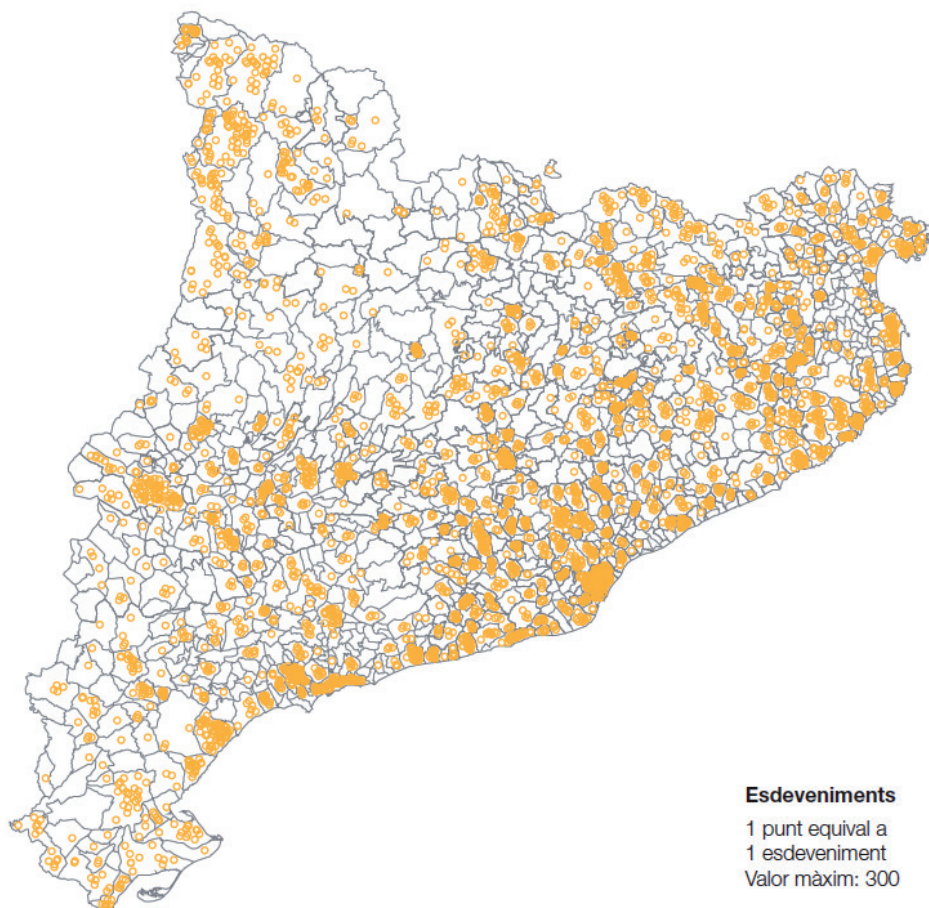 Esdeveniments
1 punt equival a
1 esdeveniment
Valor màxim: 300